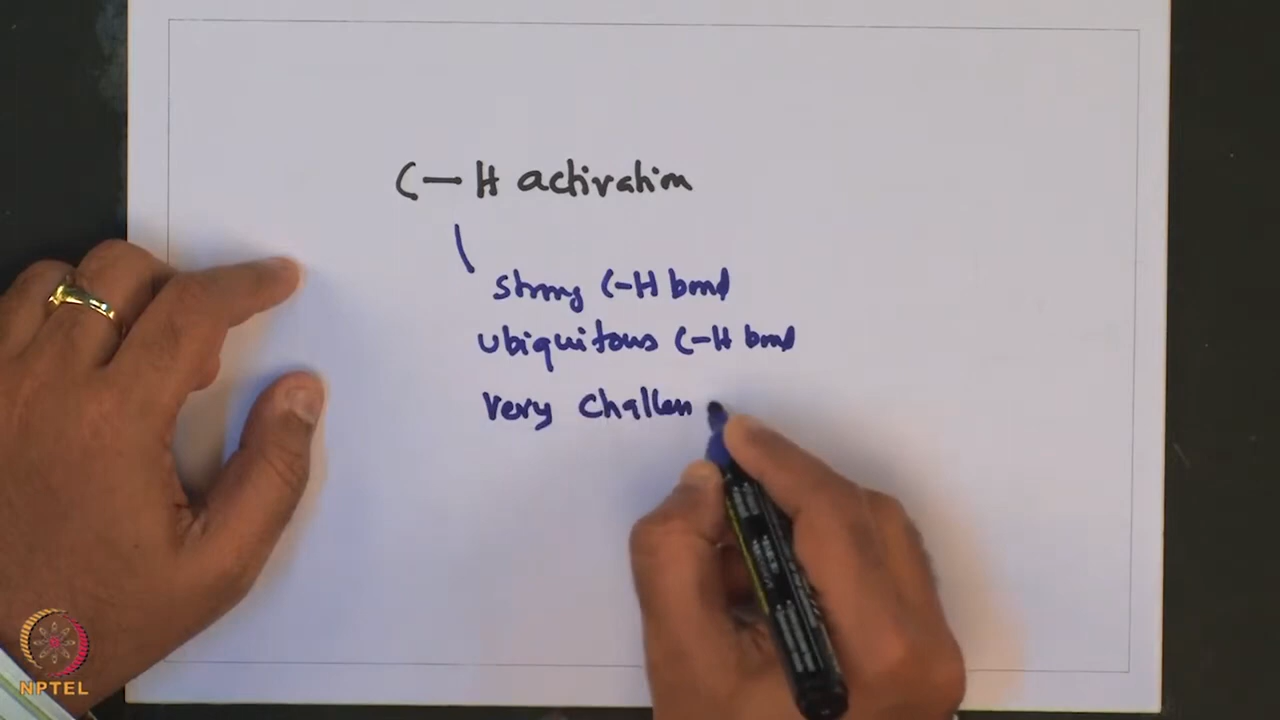 C-H activation
strong C-H bond
ubiquitous C-H bond
very challen
NPTEL